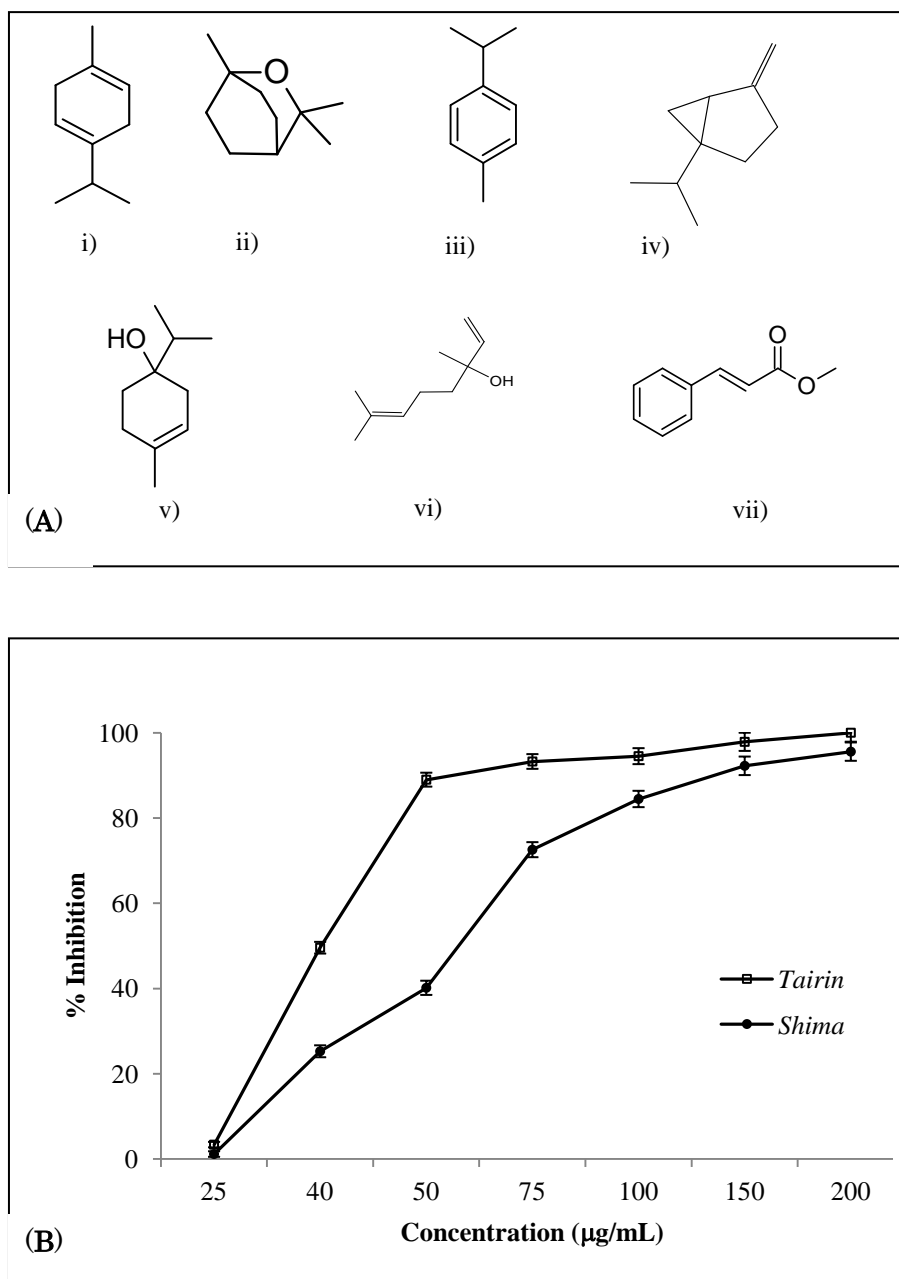 O
i)
ii)
iii)
iv)
HO
OH
O
O
v)
vi)
vii)
(A)
100
80
60
40
20
0
% Inhibition
Tairin
Shima
25 40 50 75 100 150 200
Concentration (µg/mL)
(B)